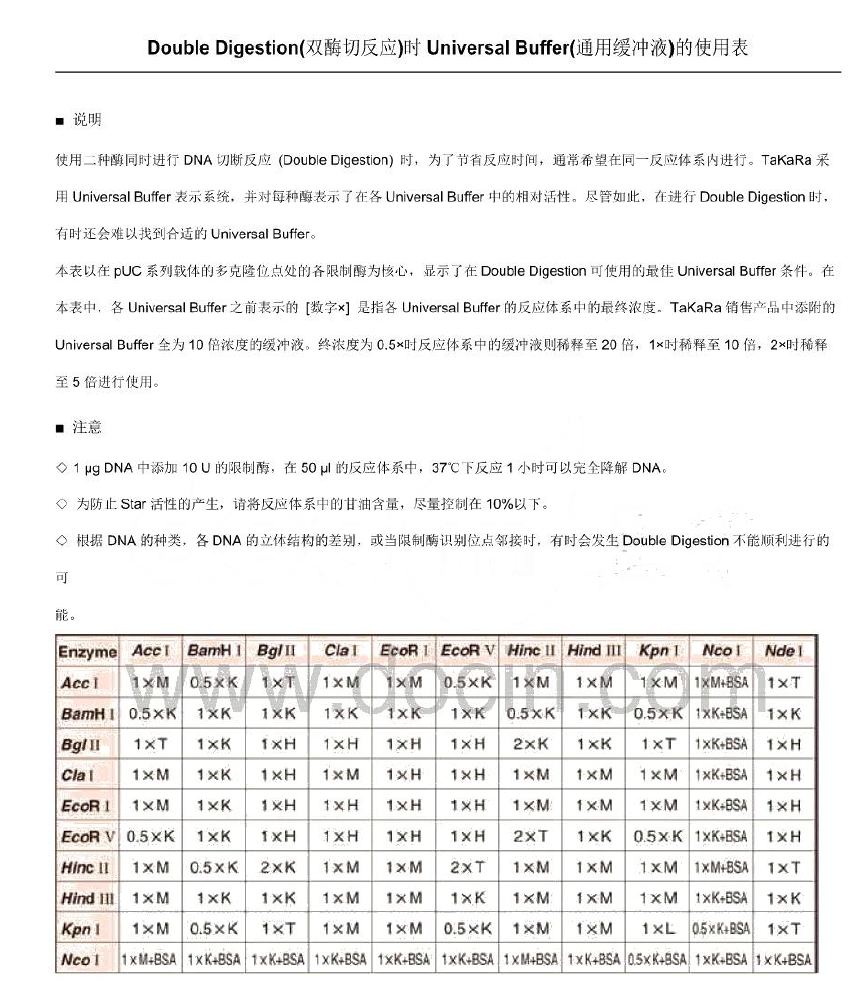 Double Digestion(双酶切反应)时 Universal Buffer(通用缓冲液)的使用表
■ 说明
使用二种酶同时进行 DNA 切断反应 (Double Digestion) 时，为了节省反应时间，通常希望在同一反应体系内进行。TaKaRa 采
用 Universal Buffer 表示系统，并对每种酶表示了在各 Universal Buffer 中的相对活性。尽管如此，在进行 Double Digestion 时，
有时还会难以找到合适的 Universal Buffer。
本表以在 pUC 系列载体的多克隆位点处的各限制酶为核心，显示了在 Double Digestion 可使用的最佳 Universal Buffer 条件。在
本表中，各 Universal Buffer 之前表示的 [数字×] 是指各 Universal Buffer 的反应体系中的最终浓度。TaKaRa 销售产品中添附的
Universal Buffer 全为 10 倍浓度的缓冲液。终浓度为 0.5×时反应体系中的缓冲液则稀释至 20 倍，1×时稀释至 10 倍，2×时稀释
至 5 倍进行使用。
■ 注意
◇ 1 μg DNA 中添加 10 U 的限制酶，在 50 μl 的反应体系中，37℃下反应 1 小时可以完全降解 DNA。
◇ 为防止 Star 活性的产生，请将反应体系中的甘油含量，尽量控制在 10%以下。
◇ 根据 DNA 的种类，各 DNA 的立体结构的差别，或当限制酶识别位点邻接时，有时会发生 Double Digestion 不能顺利进行的
可
能。
Enzyme Acc I BamH I Bgl II Cla I EcoR I EcoR V Hinc II Hind III Kpn I Nco I Nde I
Acc I 1×M 0.5×K 1×T 1×M 1×M 0.5×K 1×M 1×M 1×M 1×M+BSA 1×T
BamH I 0.5×K 1×K 1×K 1×K 1×K 1×K 0.5×K 1×K 0.5×K 1×K+BSA 1×K
Bgl II 1×T 1×K 1×H 1×H 1×H 1×H 2×K 1×K 1×T 1×K+BSA 1×H
Cla I 1×M 1×K 1×H 1×M 1×H 1×H 1×M 1×M 1×M 1×K+BSA 1×H
EcoR I 1×M 1×K 1×H 1×H 1×H 1×H 1×M 1×M 1×M 1×K+BSA 1×H
EcoR V 0.5×K 1×K 1×H 1×H 1×H 1×H 2×T 1×K 0.5×K 1×K+BSA 1×H
Hinc II 1×M 0.5×K 2×K 1×M 1×M 2×T 1×M 1×M 1×M 1×M+BSA 1×T
Hind III 1×M 1×K 1×K 1×M 1×M 1×K 1×M 1×M 1×M 1×K+BSA 1×K
Kpn I 1×M 0.5×K 1×T 1×M 1×M 0.5×K 1×M 1×M 1×L 0.5×K+BSA 1×T
Nco I 1×M+BSA 1×K+BSA 1×K+BSA 1×K+BSA 1×K+BSA 1×K+BSA 1×M+BSA 1×K+BSA 0.5×K+BSA 1×K+BSA 1×K+BSA
www.docin.com